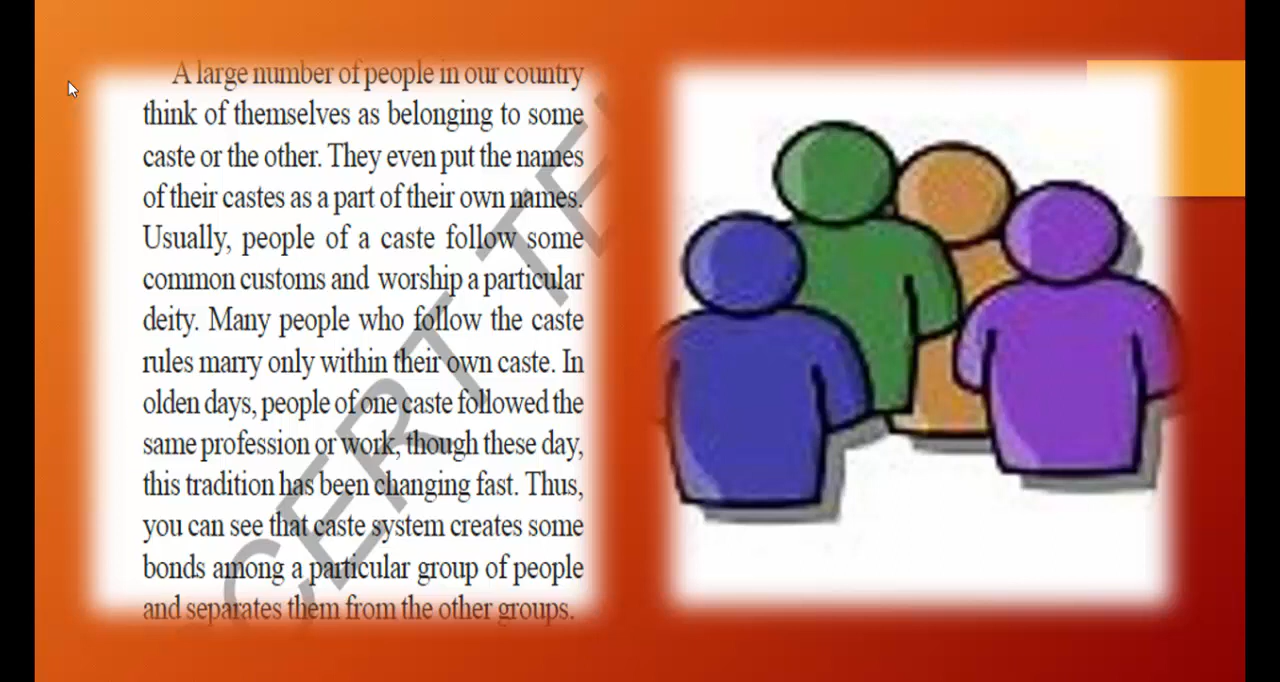 A large number of people in our country
think of themselves as belonging to some
caste or the other. They even put the names
of their castes as a part of their own names.
Usually, people of a caste follow some
common customs and worship a particular
deity. Many people who follow the caste
rules marry only within their own caste. In
olden days, people of one caste followed the
same profession or work, though these day,
this tradition has been changing fast. Thus,
you can see that caste system creates some
bonds among a particular group of people
and separates them from the other groups.
CERT TE